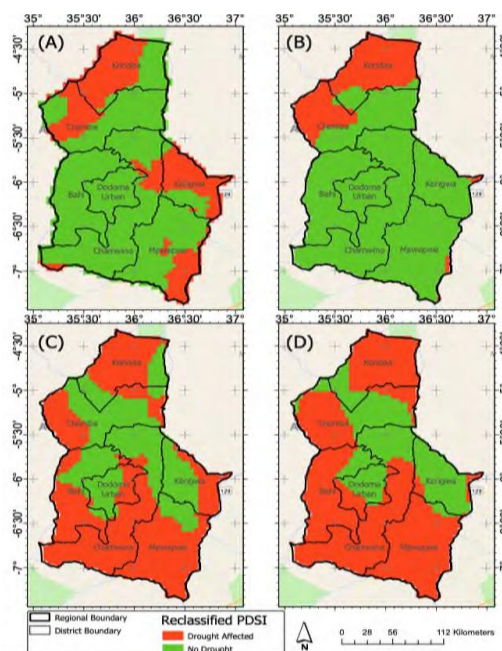 35° 35°30' 36° 36°30' 37°
35° 35°30' 36° 36°30' 37°
(A)
(B)
-4°30'
-5°
-5°30'
-6°
-6°30'
-7°
Kondoa
Chemba
Kongwa
Bahi
Dodoma
Urban
Chamwino
Mpwapwa
129
Kondoa
Chemba
Kongwa
Bahi
Dodoma
Urban
Chamwino
Mpwapwa
129
35° 35°30' 36° 36°30' 37°
35° 35°30' 36° 36°30' 37°
(C)
(D)
-4°30'
-5°
-5°30'
-6°
-6°30'
-7°
Kondoa
Chemba
Kongwa
Bahi
Dodoma
Urban
Chamwino
Mpwapwa
129
Kondoa
Chemba
Kongwa
Bahi
Dodoma
Urban
Chamwino
Mpwapwa
129
Regional Boundary
District Boundary
Reclassified PDSI
Drought Affected
No Drought
N
0 28 56 112 Kilometers